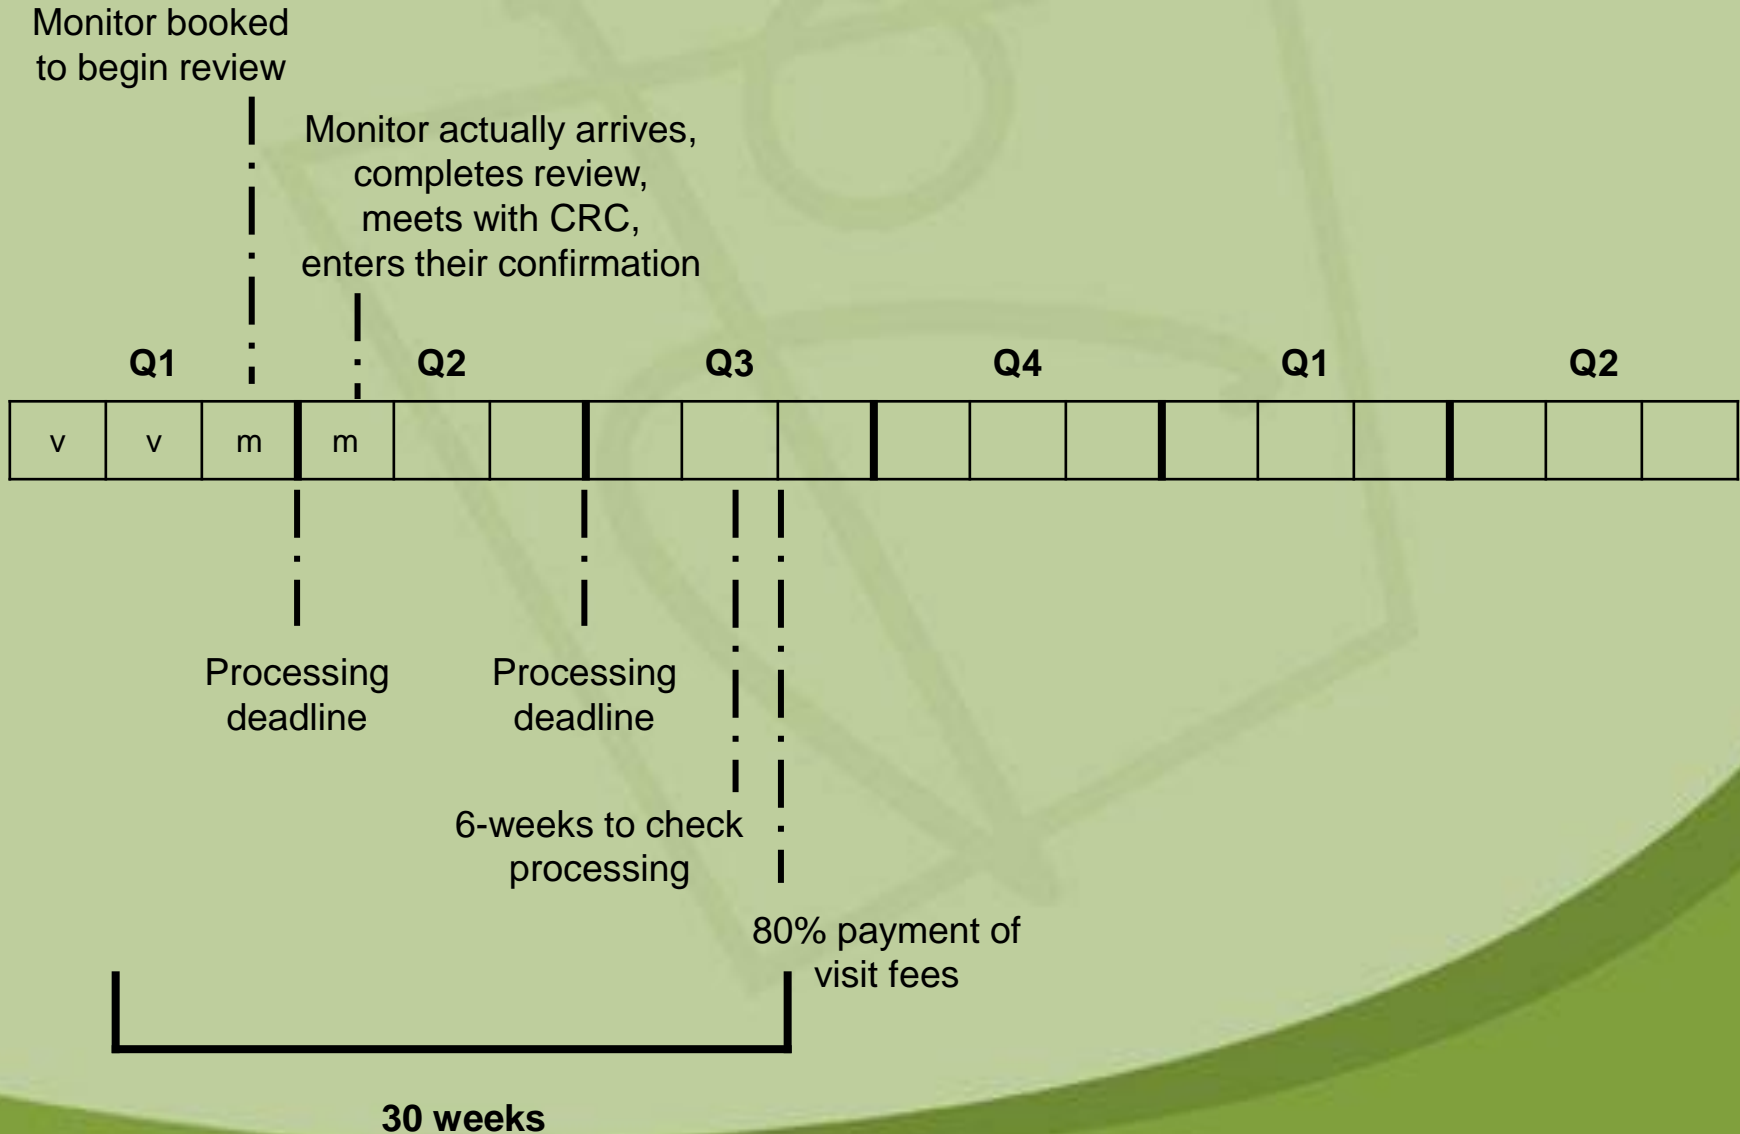 Monitor booked
to begin review
Monitor actually arrives,
completes review,
meets with CRC,
enters their confirmation
Q1 Q2 Q3 Q4 Q1 Q2
v v m m
Processing
deadline
Processing
deadline
6-weeks to check
processing
80% payment of
visit fees
30 weeks